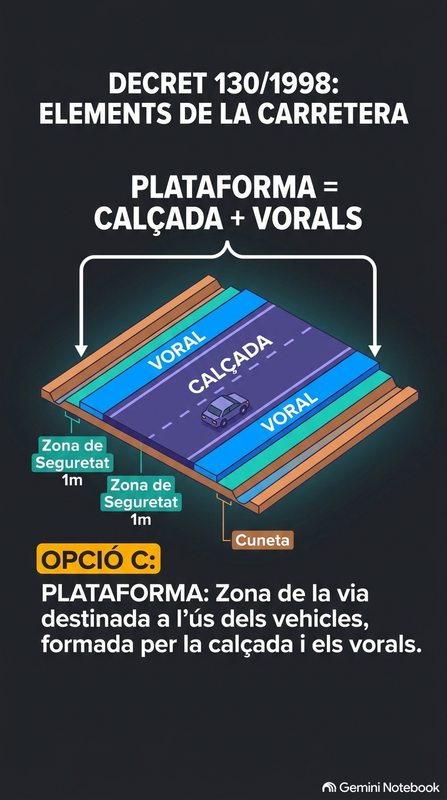 DECRET 130/1998:
ELEMENTS DE LA CARRETERA
PLATAFORMA =
CALÇADA + VORALS
VORAL
CALÇADA
VORAL
Zona de
Seguretat
1m
Zona de
Seguretat
1m
Cuneta
OPCIÓ C:
PLATAFORMA: Zona de la via
destinada a l'ús dels vehicles,
formada per la calçada i els vorals.
Gemini Notebook